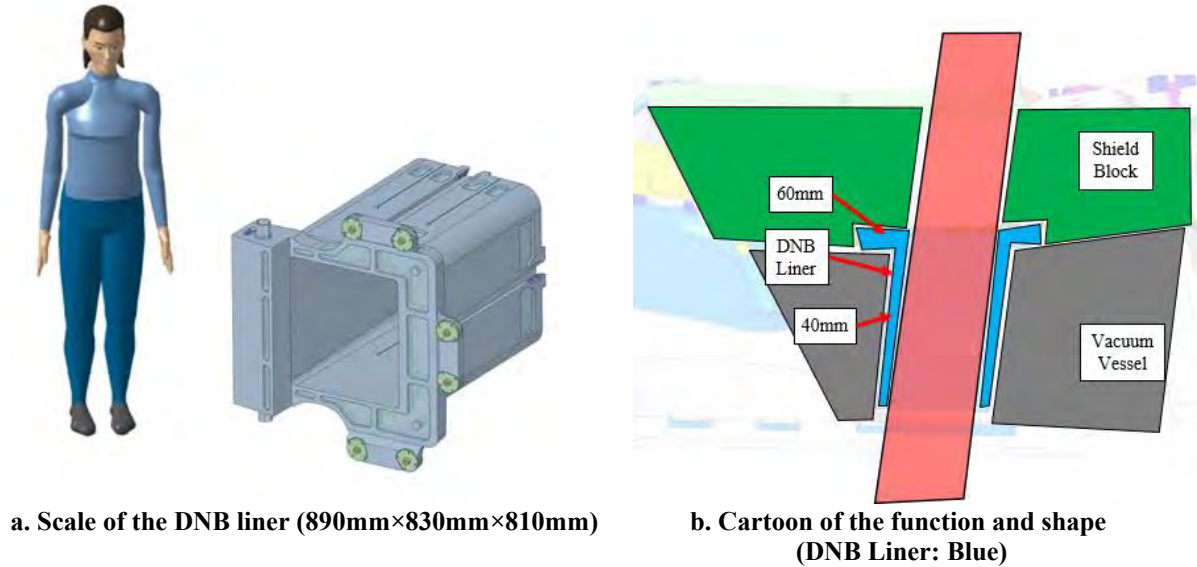 Shield
Block
60mm
DNB
Liner
40mm
Vacuum
Vessel
a. Scale of the DNB liner (890mm×830mm×810mm)
b. Cartoon of the function and shape
(DNB Liner: Blue)